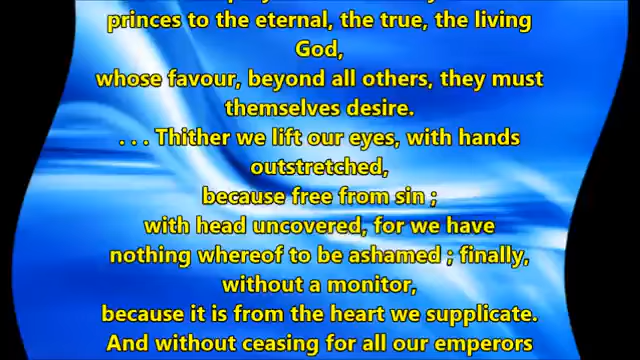 princes to the eternal, the true, the living
God,
whose favour, beyond all others, they must
themselves desire.
. . . Thither we lift our eyes, with hands
outstretched,
because free from sin ;
with head uncovered, for we have
nothing whereof to be ashamed ; finally,
without a monitor,
because it is from the heart we supplicate.
And without ceasing for all our emperors